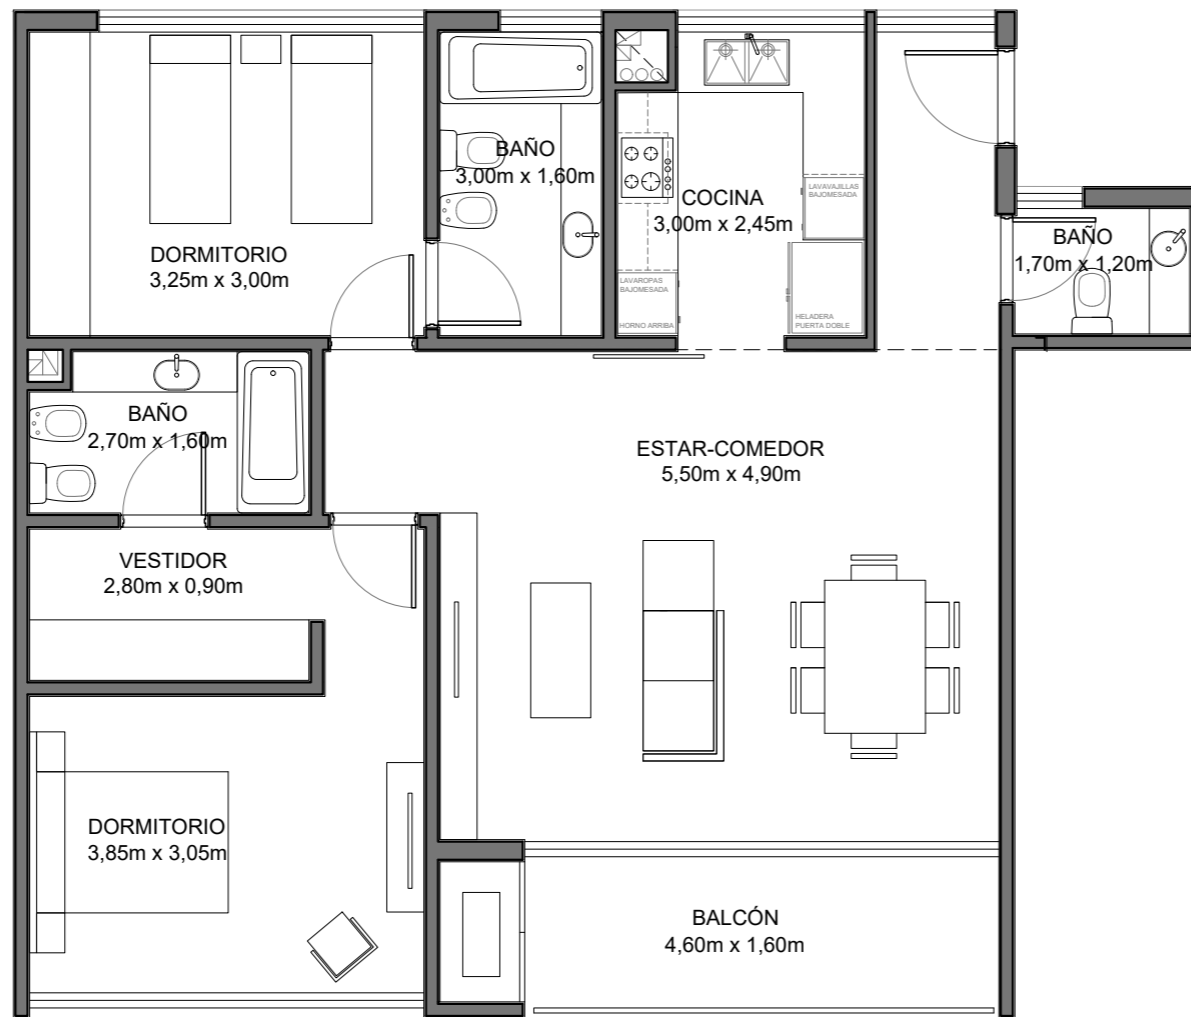 BAÑO
3,00m x 1,60m
COCINA
3,00m x 2,45m
LAVAVAJILLAS
BAJOMESADA
DORMITORIO
3,25m x 3,00m
BAÑO
1,70m x 1,20m
LAVAROPAS
BAJOMESADA
HORNO ARRIBA
HELADERA
PUERTA DOBLE
BAÑO
2,70m x 1,60m
ESTAR-COMEDOR
5,50m x 4,90m
VESTIDOR
2,80m x 0,90m
DORMITORIO
3,85m x 3,05m
BALCÓN
4,60m x 1,60m